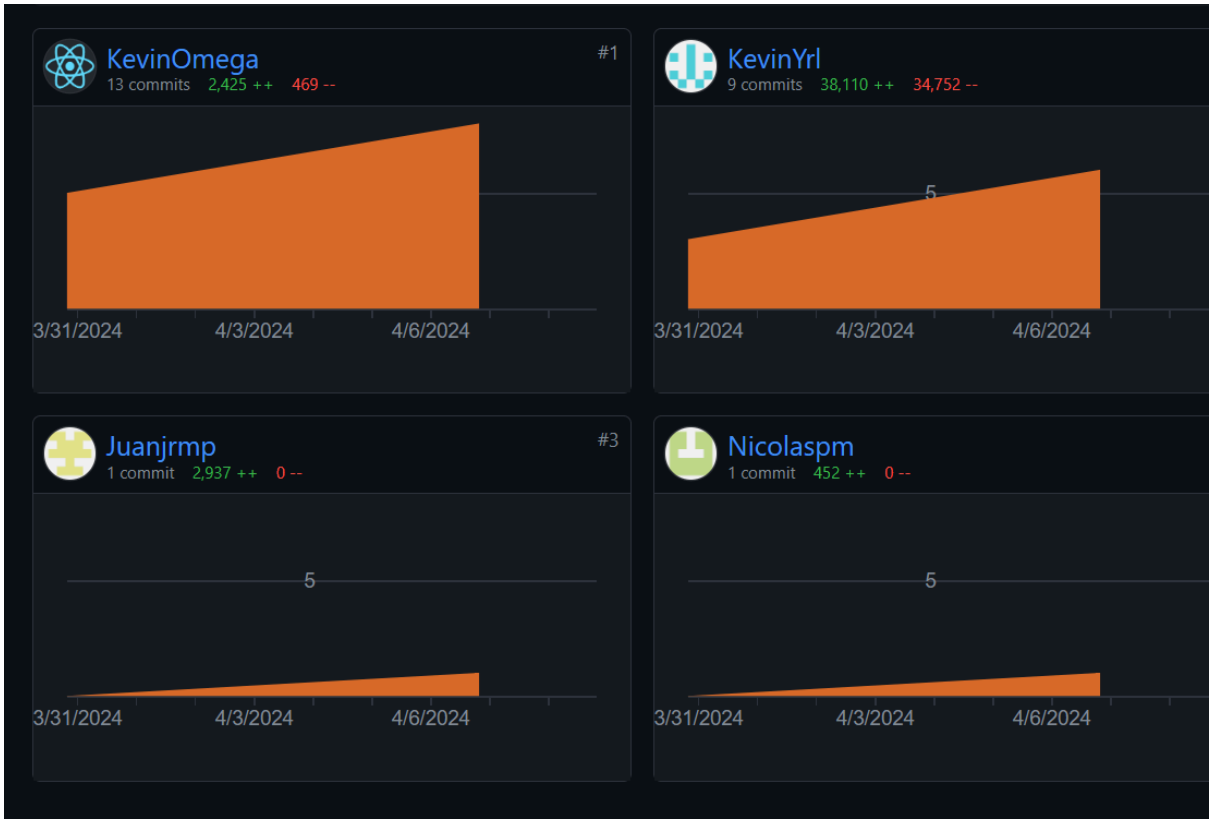 KevinOmega
#1
13 commits 2,425 ++ 469 --
3/31/2024 4/3/2024 4/6/2024
KevinYrl
9 commits 38,110 ++ 34,752 --
5
3/31/2024 4/3/2024 4/6/2024
Juanjrmp
#3
1 commit 2,937 ++ 0 --
5
3/31/2024 4/3/2024 4/6/2024
Nicolaspm
1 commit 452 ++ 0 --
5
3/31/2024 4/3/2024 4/6/2024